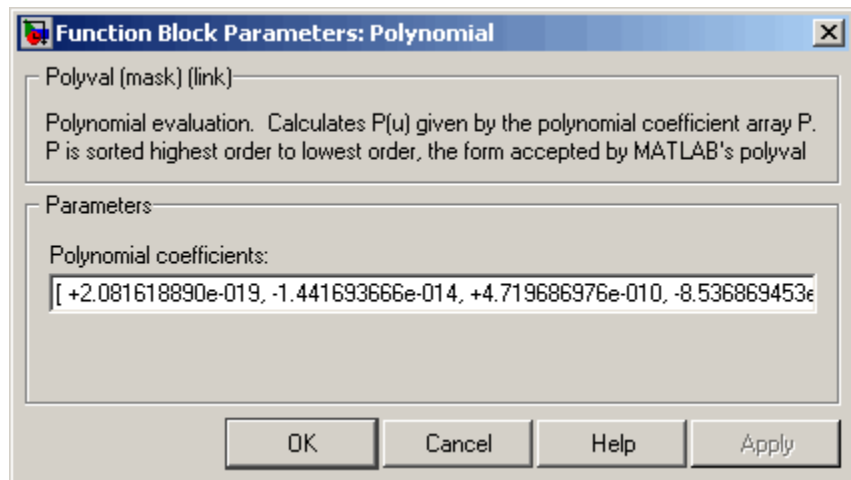 Function Block Parameters: Polynomial
Polyval (mask) (link)
Polynomial evaluation. Calculates P(u) given by the polynomial coefficient array P.
P is sorted highest order to lowest order, the form accepted by MATLAB's polyval
Parameters
Polynomial coefficients:
[ +2.081618890e-019, -1.441693666e-014, +4.719686976e-010, -8.536869453e
OK Cancel Help Apply